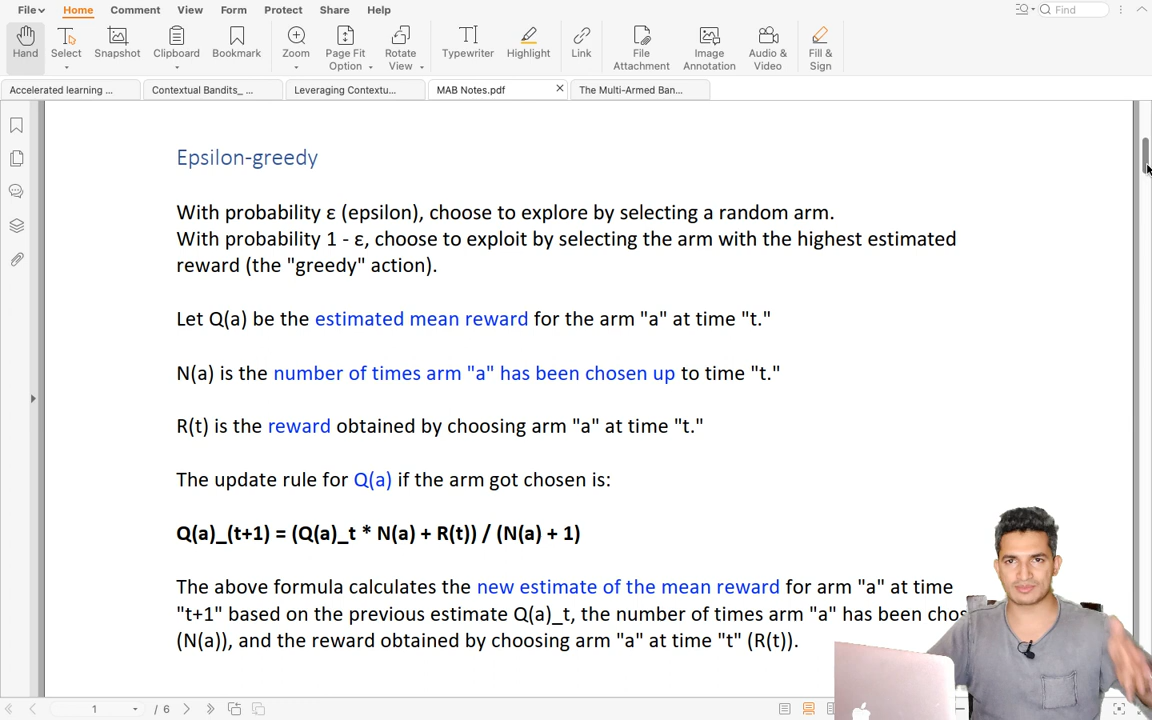 File Home Comment View Form Protect Share Help Find
Hand Select Snapshot Clipboard Bookmark Zoom Page Fit Option Rotate View Typewriter Highlight Link File Attachment Image Annotation Audio & Video Fill & Sign
Accelerated learning ... Contextual Bandits_ ... Leveraging Contextu... MAB Notes.pdf The Multi-Armed Ban...
Epsilon-greedy
With probability ε (epsilon), choose to explore by selecting a random arm.
With probability 1 - ε, choose to exploit by selecting the arm with the highest estimated
reward (the "greedy" action).
Let Q(a) be the estimated mean reward for the arm "a" at time "t."
N(a) is the number of times arm "a" has been chosen up to time "t."
R(t) is the reward obtained by choosing arm "a" at time "t."
The update rule for Q(a) if the arm got chosen is:
Q(a)_(t+1) = (Q(a)_t * N(a) + R(t)) / (N(a) + 1)
The above formula calculates the new estimate of the mean reward for arm "a" at time
"t+1" based on the previous estimate Q(a)_t, the number of times arm "a" has been
(N(a)), and the reward obtained by choosing arm "a" at time "t" (R(t)).
1 / 6